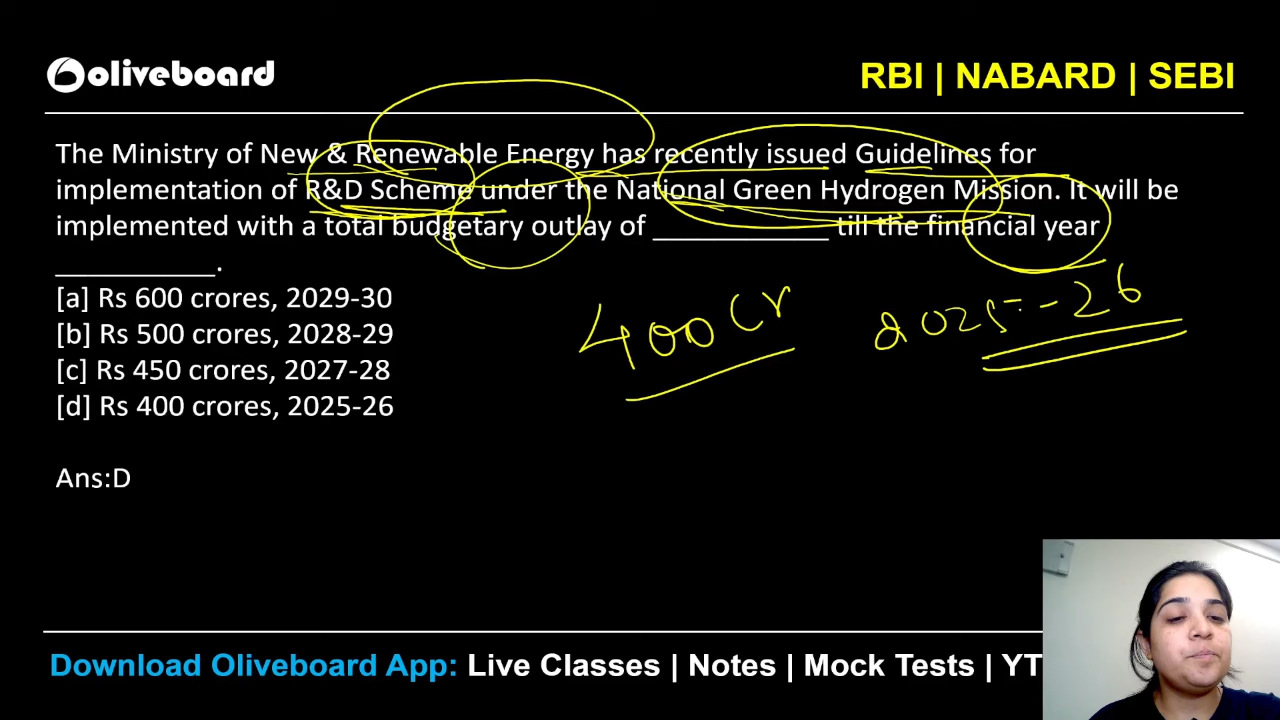 oliveboard
RBI | NABARD | SEBI
The Ministry of New & Renewable Energy has recently issued Guidelines for
implementation of R&D Scheme under the National Green Hydrogen Mission. It will be
implemented with a total budgetary outlay of ____________ till the financial year
___________.
[a] Rs 600 crores, 2029-30
[b] Rs 500 crores, 2028-29
[c] Rs 450 crores, 2027-28
[d] Rs 400 crores, 2025-26
400 Cr
2025-26
Ans:D
Download Oliveboard App: Live Classes | Notes | Mock Tests | YT